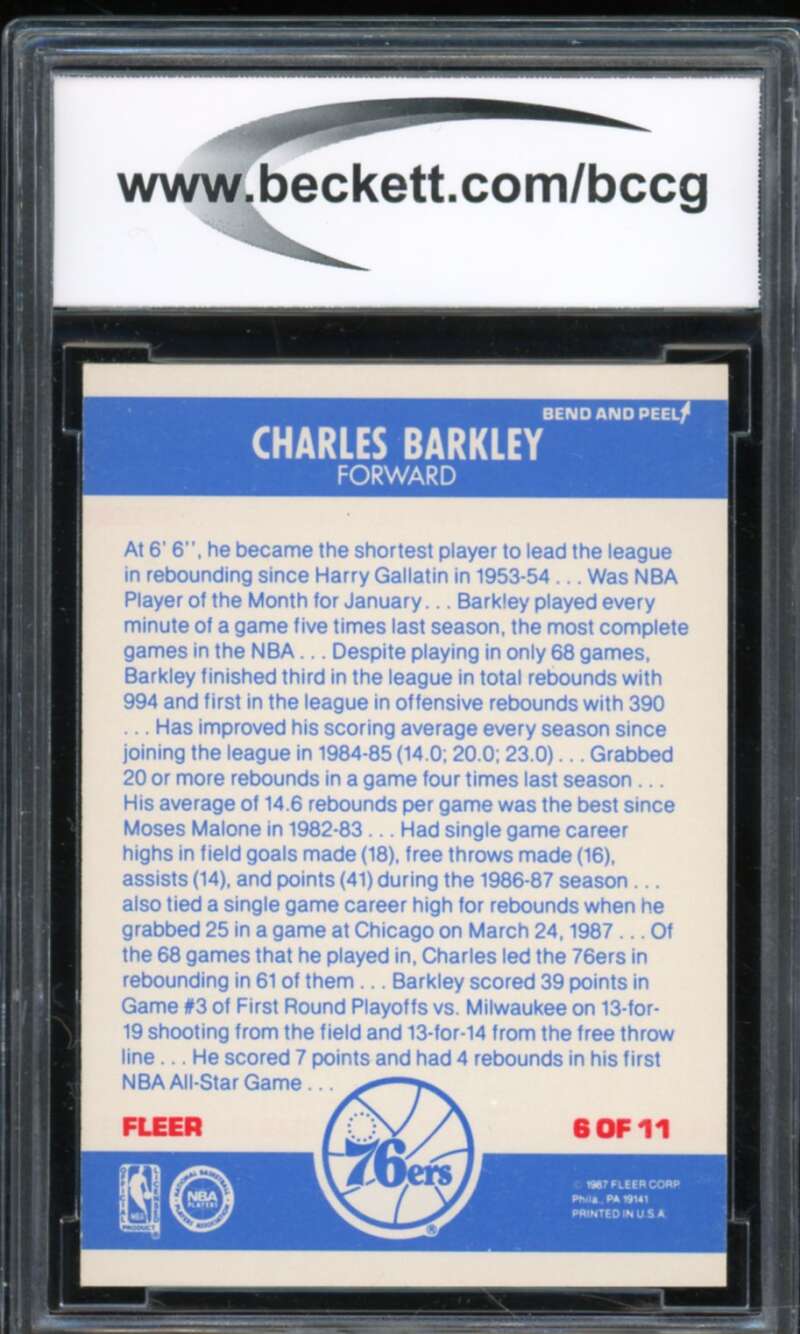 www.beckett.com/bccg
BEND AND PEEL
CHARLES BARKLEY
FORWARD
At 6' 6'', he became the shortest player to lead the league
in rebounding since Harry Gallatin in 1953-54 . . . Was NBA
Player of the Month for January . . . Barkley played every
minute of a game five times last season, the most complete
games in the NBA . . . Despite playing in only 68 games,
Barkley finished third in the league in total rebounds with
994 and first in the league in offensive rebounds with 390
. . . Has improved his scoring average every season since
joining the league in 1984-85 (14.0; 20.0; 23.0) . . . Grabbed
20 or more rebounds in a game four times last season . . .
His average of 14.6 rebounds per game was the best since
Moses Malone in 1982-83 . . . Had single game career
highs in field goals made (18), free throws made (16),
assists (14), and points (41) during the 1986-87 season . . .
also tied a single game career high for rebounds when he
grabbed 25 in a game at Chicago on March 24, 1987 . . . Of
the 68 games that he played in, Charles led the 76ers in
rebounding in 61 of them . . . Barkley scored 39 points in
Game #3 of First Round Playoffs vs. Milwaukee on 13-for-
19 shooting from the field and 13-for-14 from the free throw
line . . . He scored 7 points and had 4 rebounds in his first
NBA All-Star Game . . .
FLEER
6 OF 11
76ers
®
OFFICIAL LICENSED
NBA
PRODUCT
NATIONAL BASKETBALL
NBA
PLAYERS
PLAYERS ASSOCIATION
© 1987 FLEER CORP.
Phila., PA 19141
PRINTED IN U.S.A.